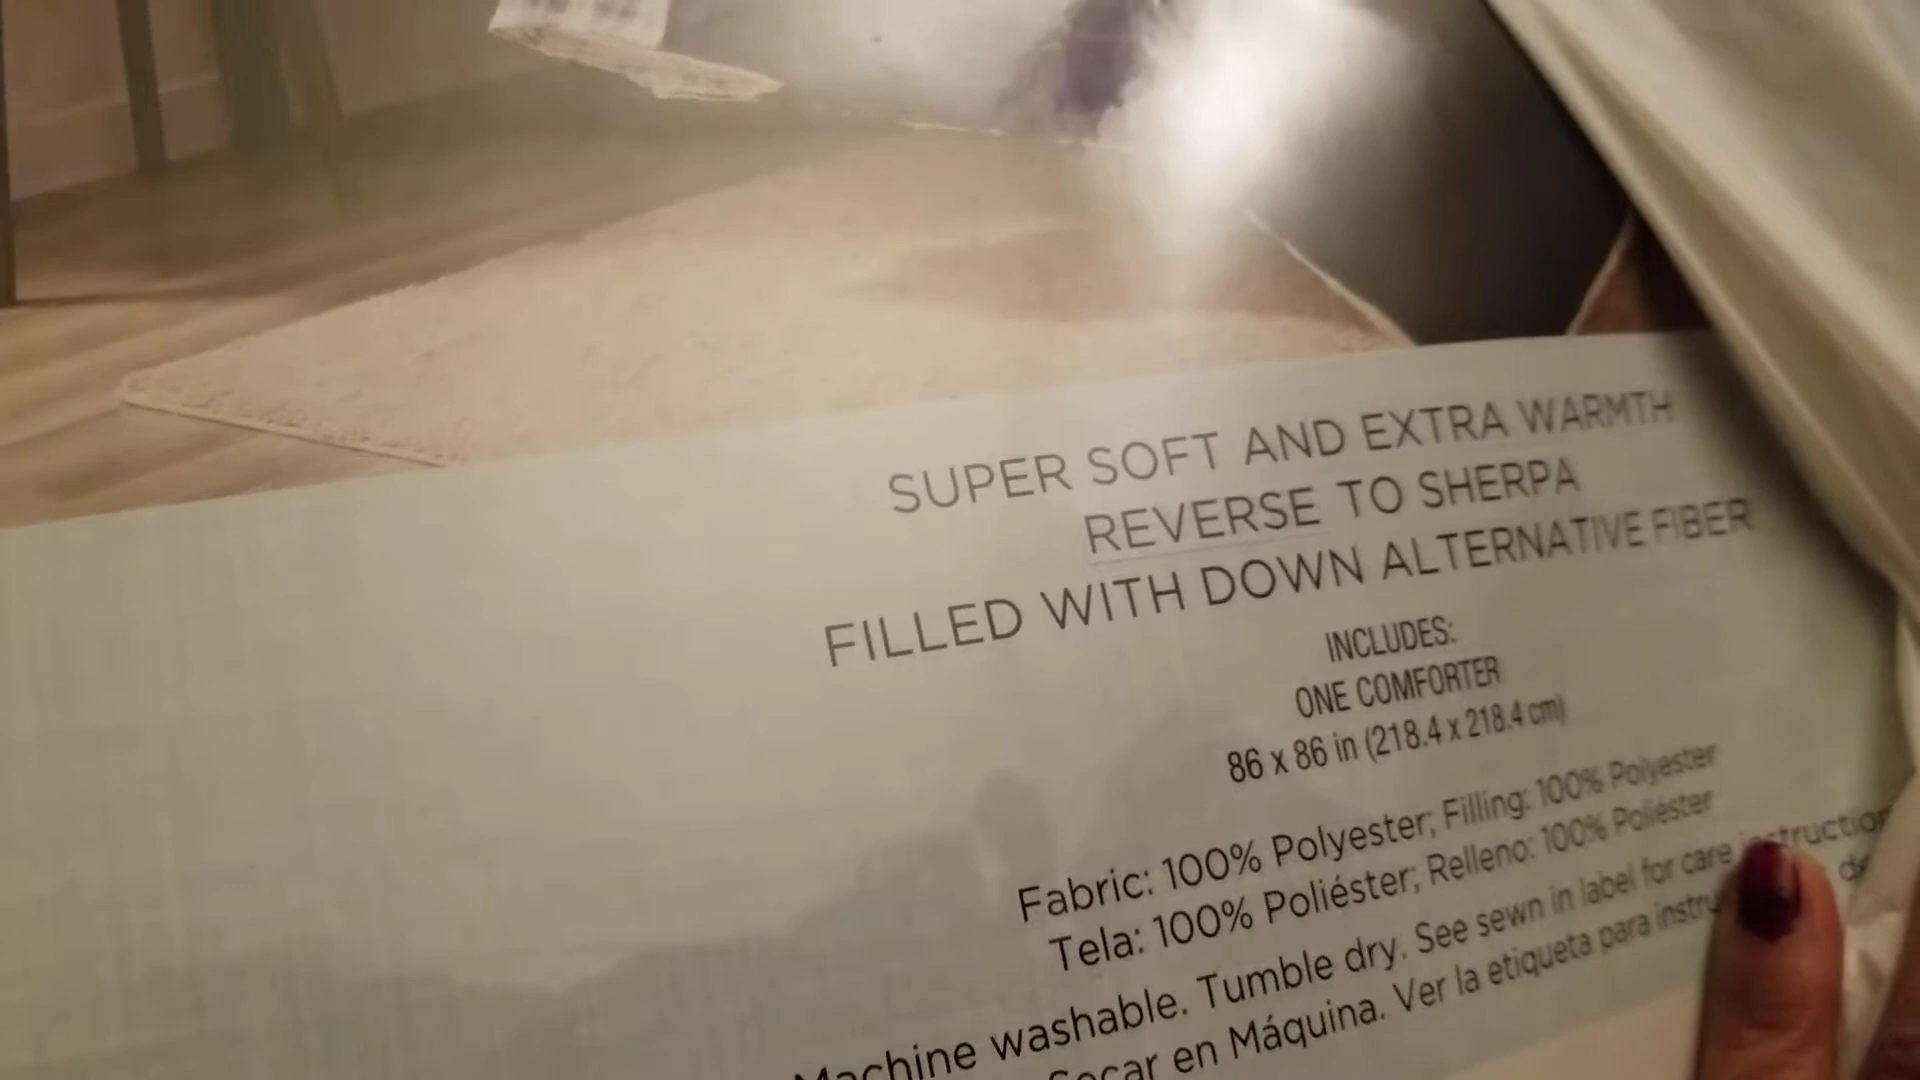 SUPER SOFT AND EXTRA WARMTH
REVERSE TO SHERPA
FILLED WITH DOWN ALTERNATIVE FIBER
INCLUDES:
ONE COMFORTER
86 x 86 in (218.4 x 218.4 cm)
Fabric: 100% Polyester; Filling: 100% Polyester
Tela: 100% Poliéster; Relleno: 100% Poliéster
Machine washable. Tumble dry. See sewn in label for care
Secar en Máquina. Ver la etiqueta para